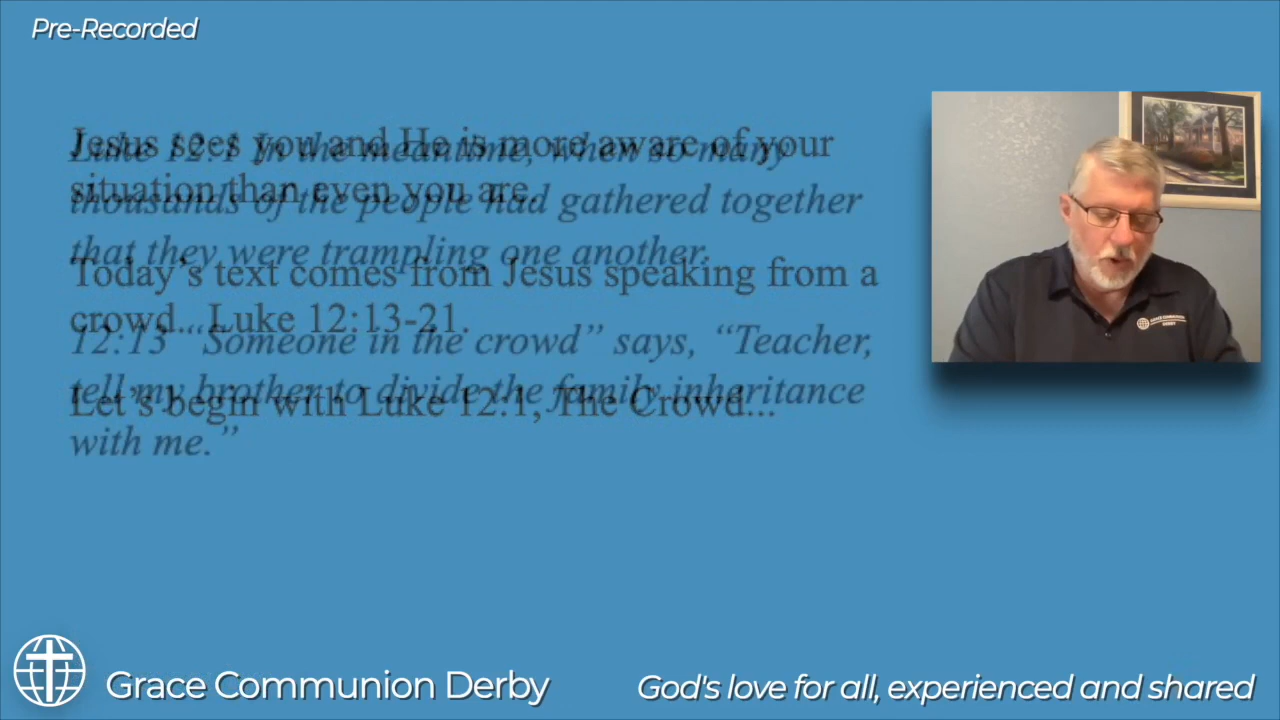 Pre-Recorded
Jesus sees you and He is more aware of your
situation than even you are.
Today's text comes from Jesus speaking from a
crowd... Luke 12:13-21.
Let's begin with Luke 12:1, The Crowd...
Luke 12:1 In the meantime, when so many
thousands of the people had gathered together
that they were trampling one another.
12:13 “Someone in the crowd” says, “Teacher,
tell my brother to divide the family inheritance
with me.”
GRACE COMMUNION
DERBY
Grace Communion Derby
God's love for all, experienced and shared